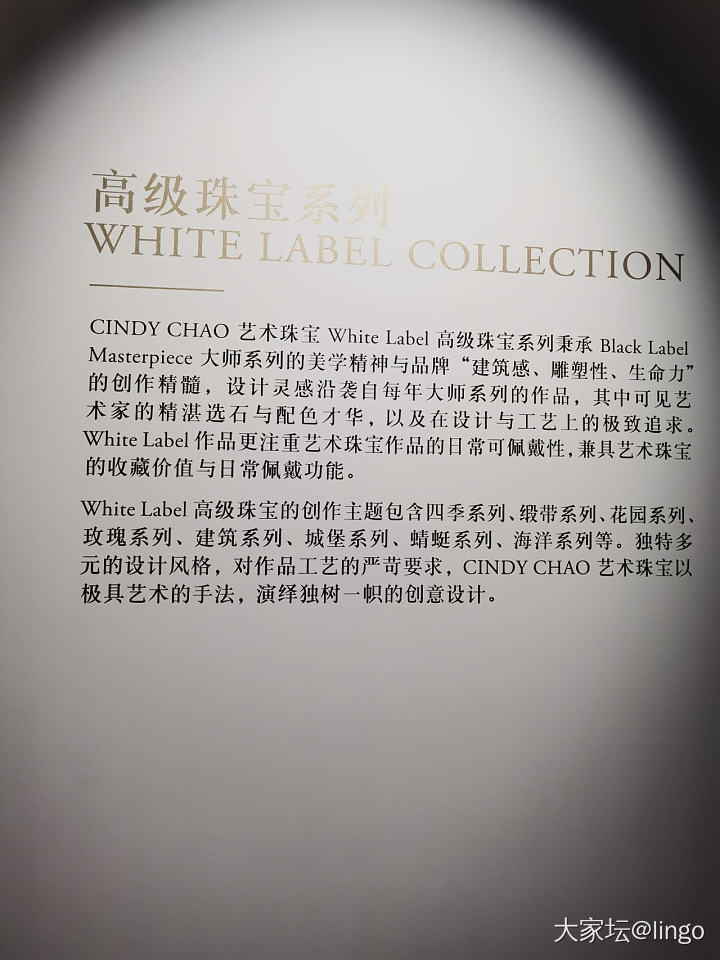 高级珠宝系列
WHITE LABEL COLLECTION
CINDY CHAO 艺术珠宝 White Label 高级珠宝系列秉承 Black Label
Masterpiece 大师系列的美学精神与品牌“建筑感、雕塑性、生命力”
的创作精髓，设计灵感沿袭自每年大师系列的作品，其中可见艺
术家的精湛选石与配色才华，以及在设计与工艺上的极致追求。
White Label 作品更注重艺术珠宝作品的日常可佩戴性，兼具艺术珠宝
的收藏价值与日常佩戴功能。
White Label 高级珠宝的创作主题包含四季系列、缎带系列、花园系列、
玫瑰系列、建筑系列、城堡系列、蜻蜓系列、海洋系列等。独特多
元的设计风格，对作品工艺的严苛要求，CINDY CHAO 艺术珠宝以
极具艺术的手法，演绎独树一帜的创意设计。
大家坛@lingo